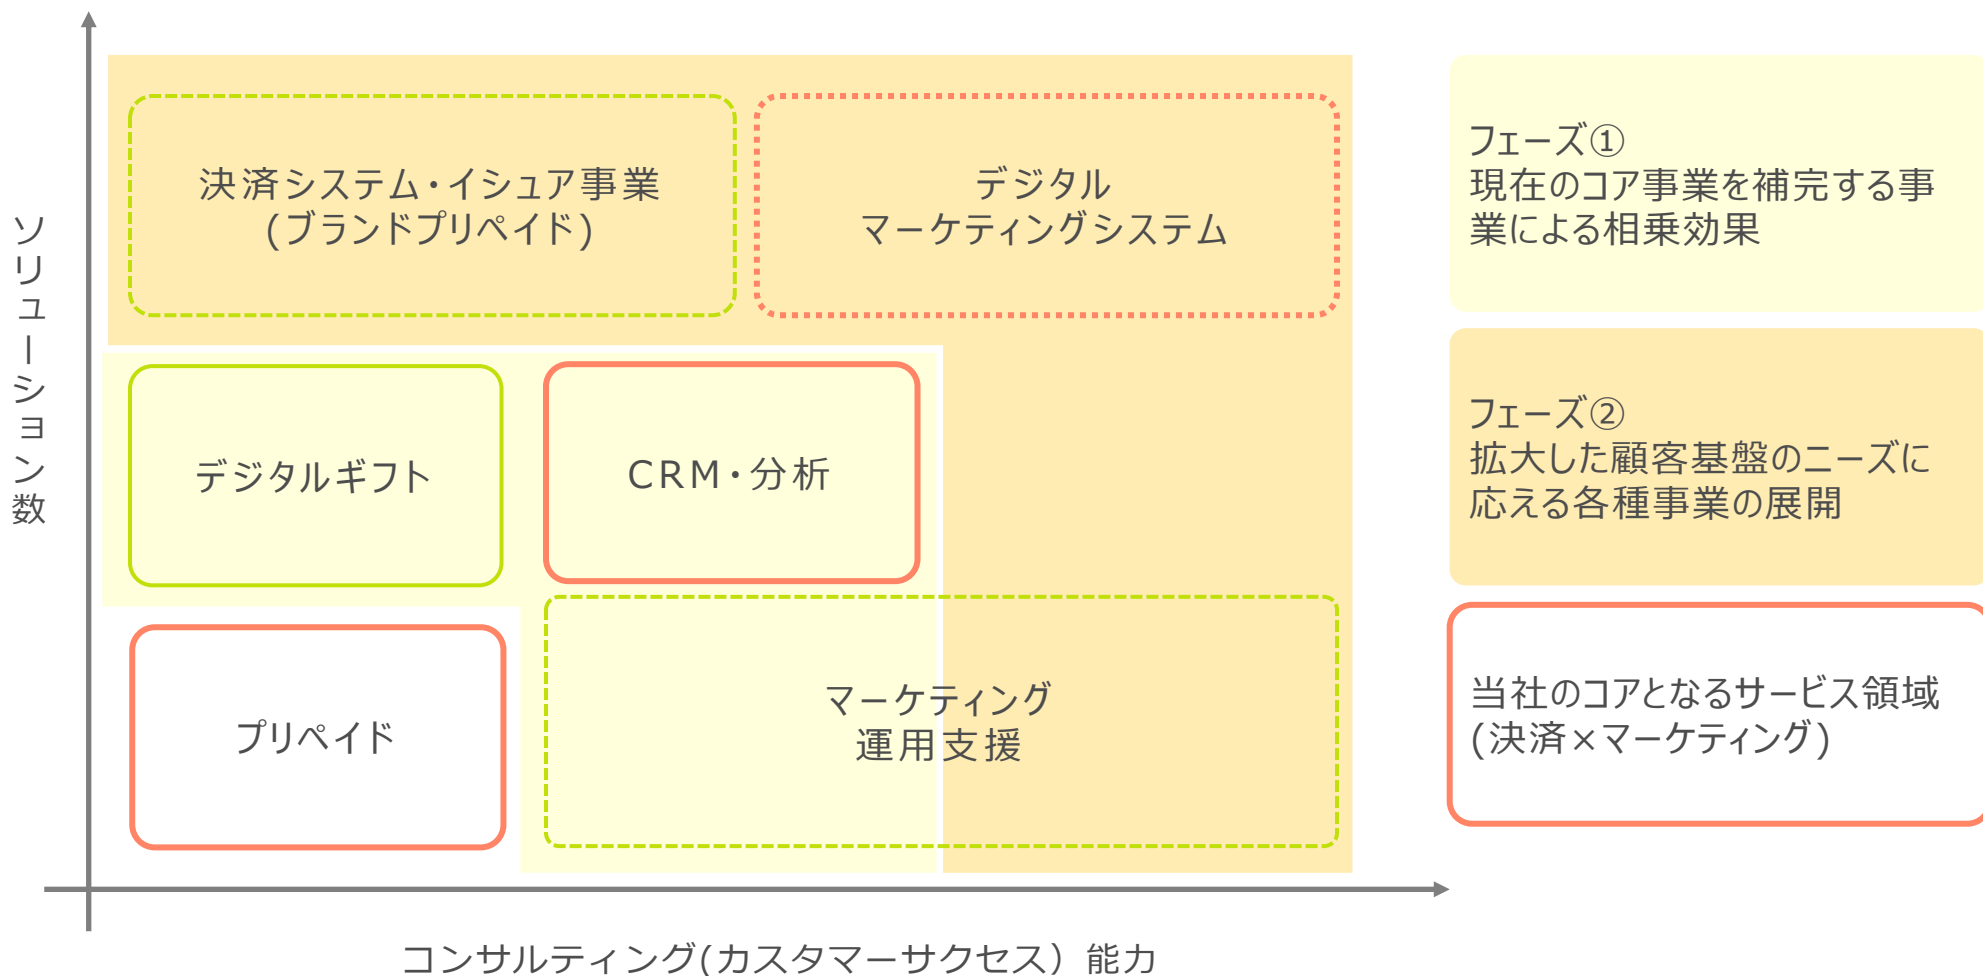 ソリューション数
決済システム・イシュア事業
(ブランドプリペイド)
デジタル
マーケティングシステム
デジタルギフト
CRM・分析
プリペイド
マーケティング
運用支援
コンサルティング(カスタマーサクセス）能力
フェーズ①
現在のコア事業を補完する事
業による相乗効果
フェーズ②
拡大した顧客基盤のニーズに
応える各種事業の展開
当社のコアとなるサービス領域
(決済×マーケティング)